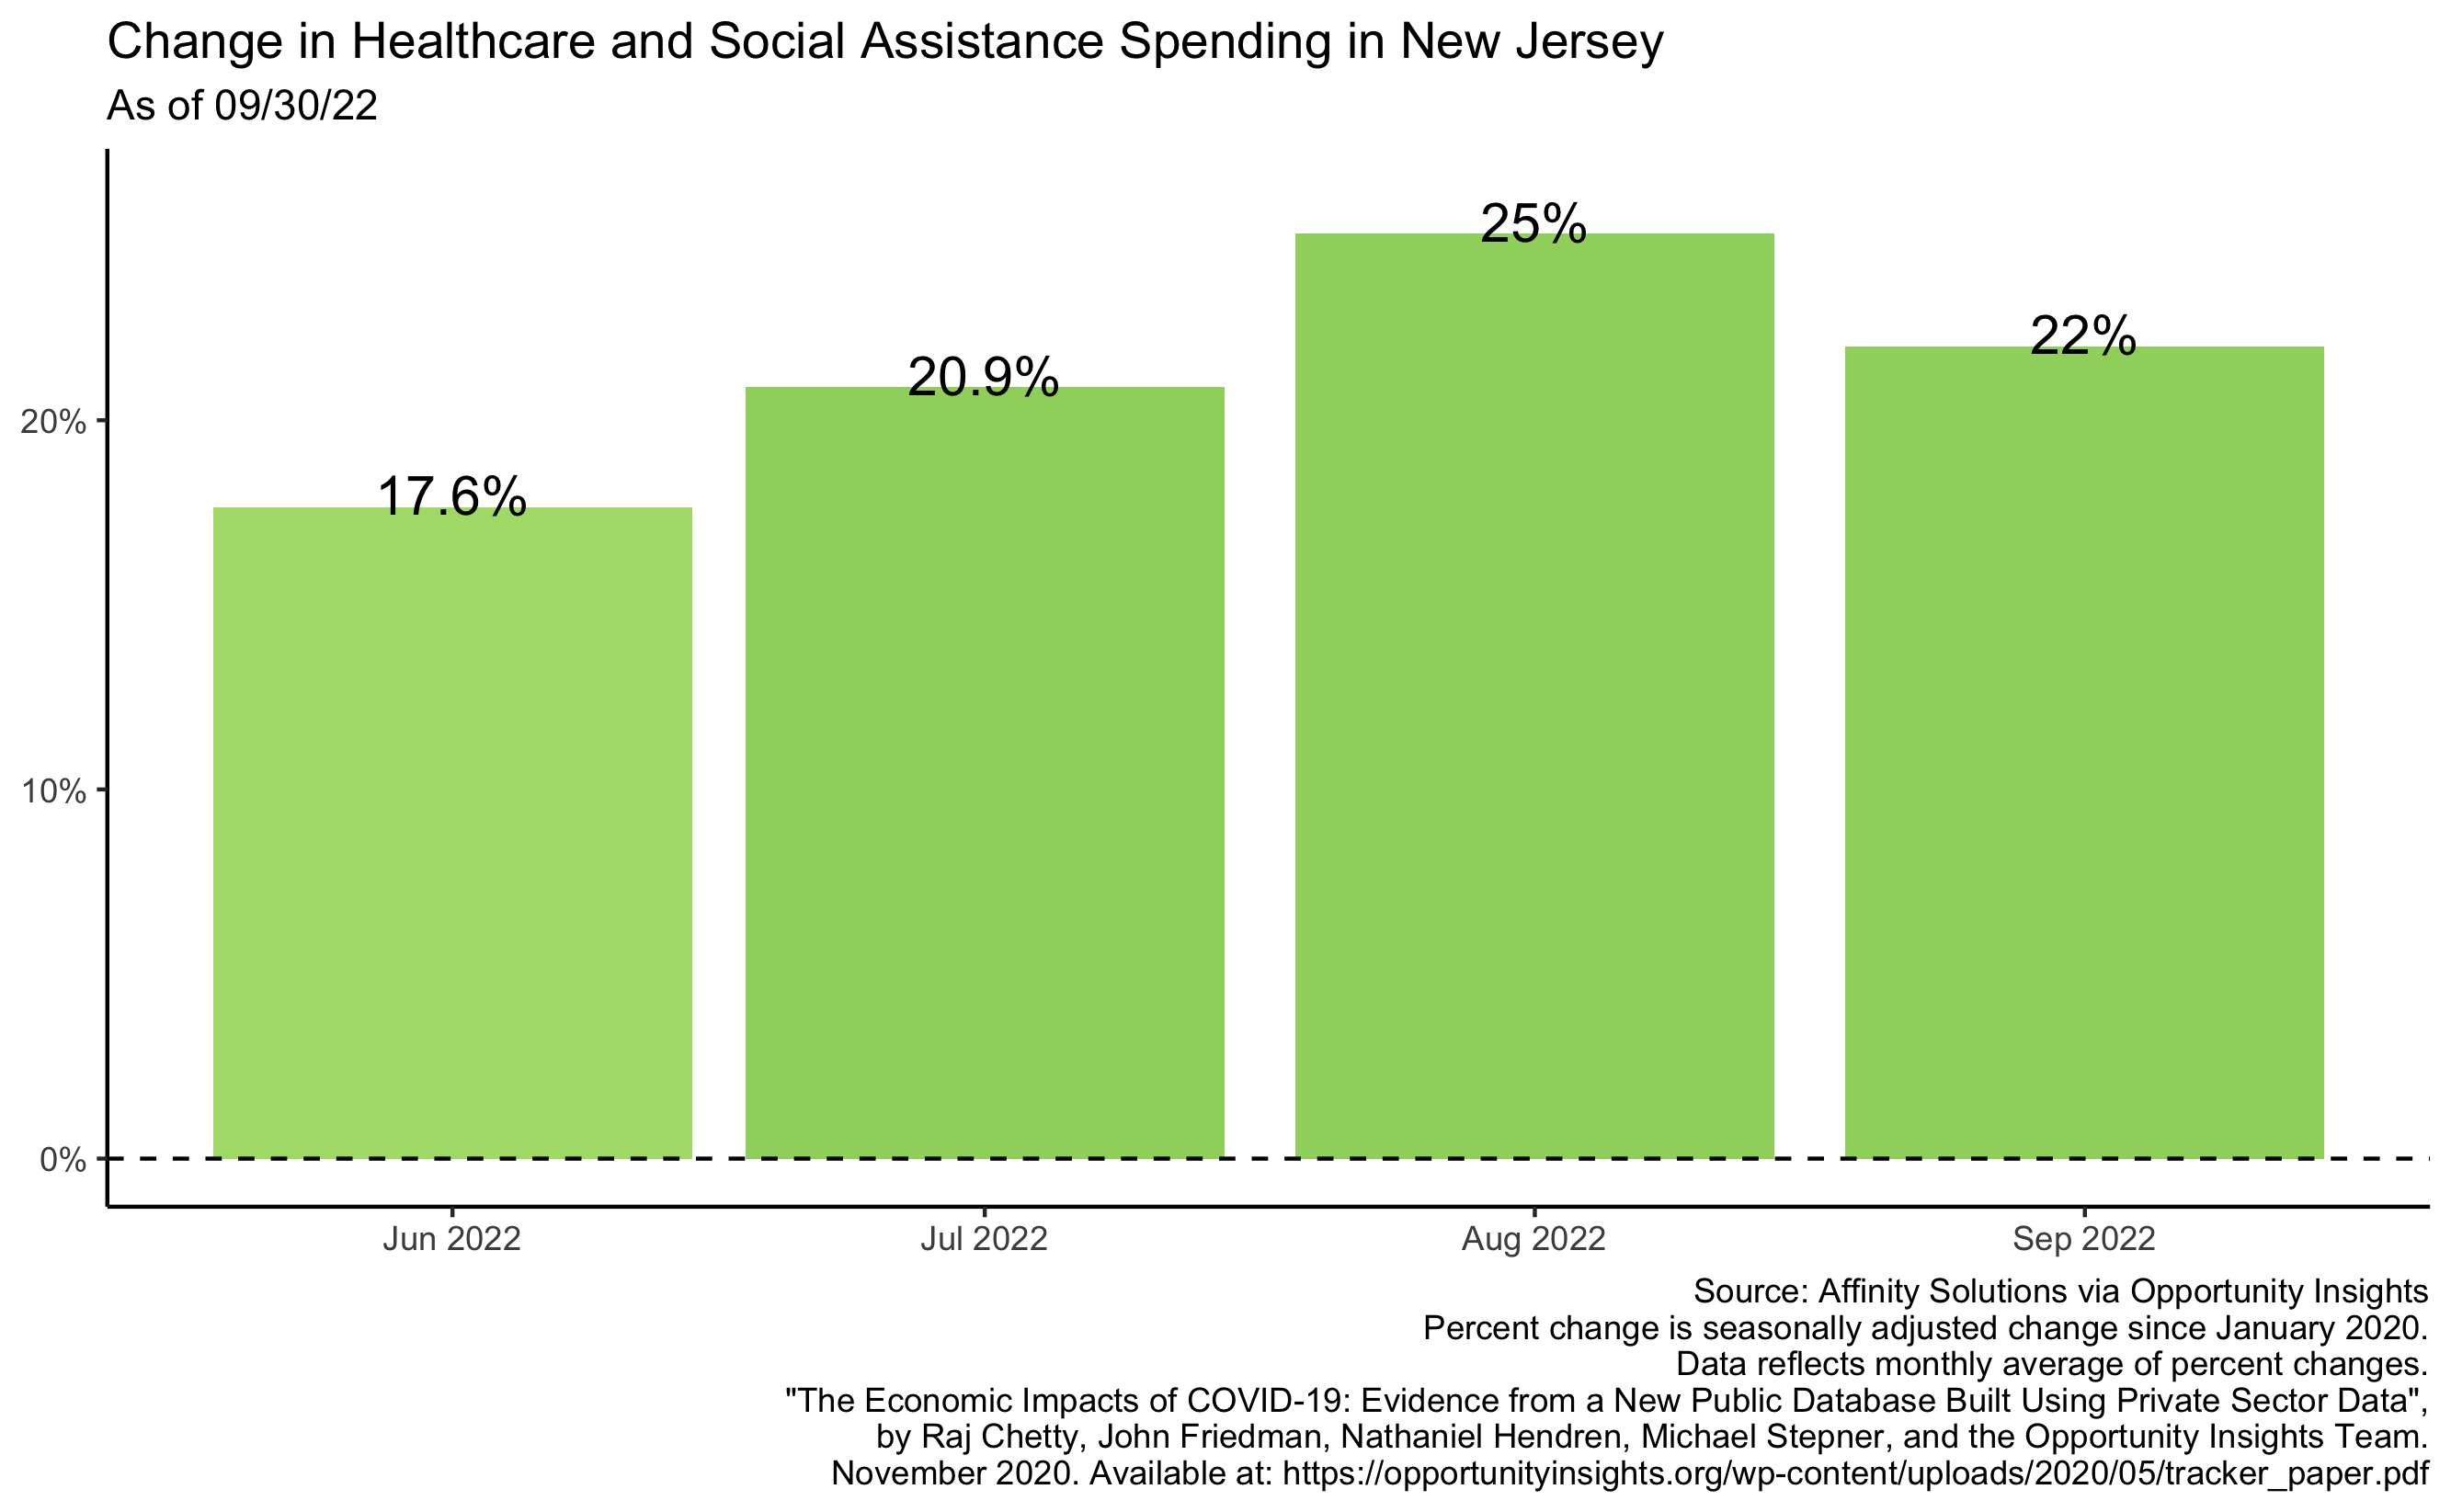 Change in Healthcare and Social Assistance Spending in New Jersey
As of 09/30/22
25%
22%
20.9%
20%
17.6%
10%
0%
Jun 2022
Jul 2022
Aug 2022
Sep 2022
Source: Affinity Solutions via Opportunity Insights
Percent change is seasonally adjusted change since January 2020.
Data reflects monthly average of percent changes.
"The Economic Impacts of COVID-19: Evidence from a New Public Database Built Using Private Sector Data",
by Raj Chetty, John Friedman, Nathaniel Hendren, Michael Stepner, and the Opportunity Insights Team.
November 2020. Available at: https://opportunityinsights.org/wp-content/uploads/2020/05/tracker_paper.pdf